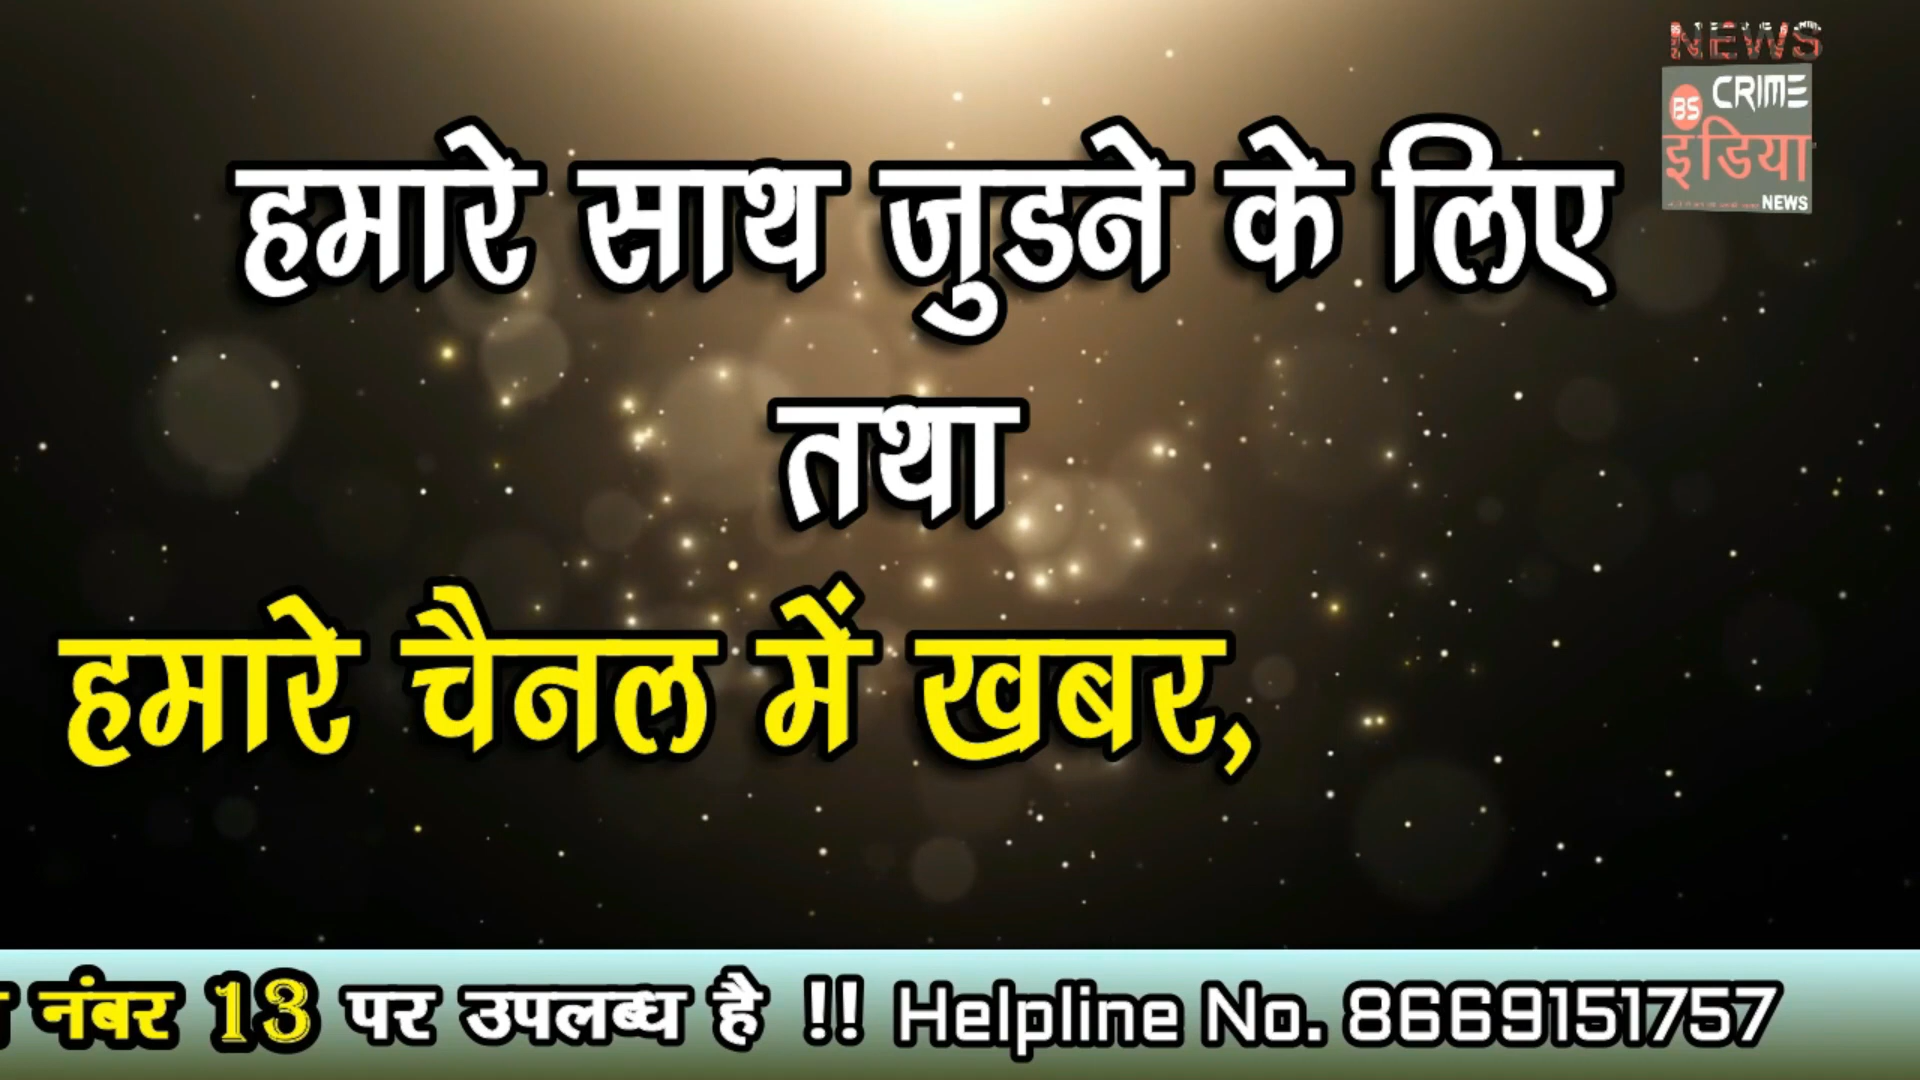 NEWS
BS CRIME
इंडिया
NEWS
हमारे साथ जुडने के लिए
तथा
हमारे चैनल में खबर,
नंबर 13 पर उपलब्ध है !! Helpline No. 8669151757